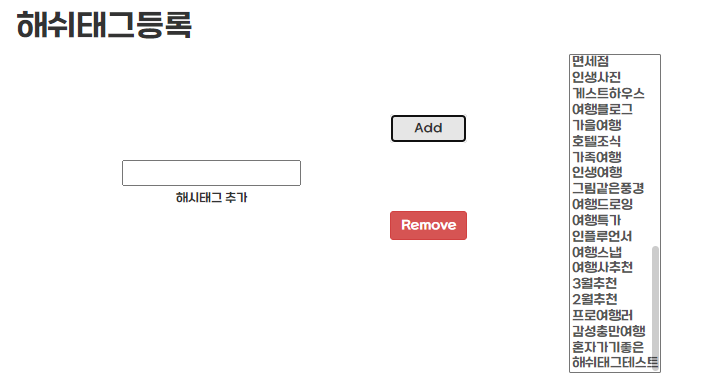 해쉬태그등록
Add
해시태그 추가
Remove
면세점
인생사진
게스트하우스
여행블로그
가을여행
호텔조식
가족여행
인생여행
그림같은풍경
여행드로잉
여행특가
인플루언서
여행스냅
여행사추천
3월추천
2월추천
프로여행러
감성충만여행
혼자가기좋은
해쉬태그테스트